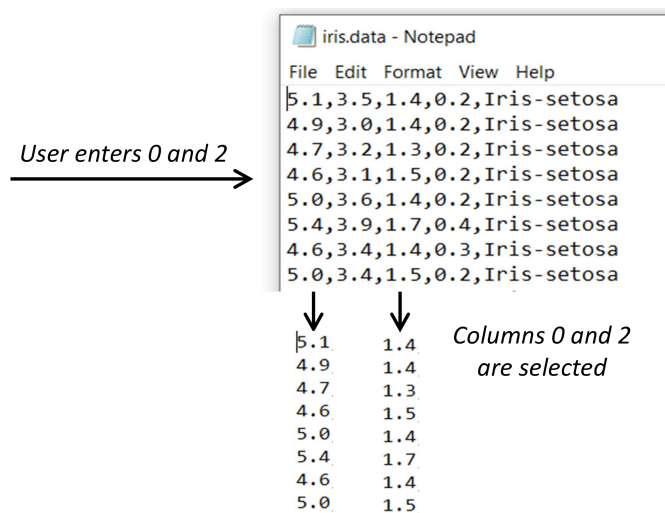 iris.data - Notepad
File Edit Format View Help
5.1,3.5,1.4,0.2,Iris-setosa
4.9,3.0,1.4,0.2,Iris-setosa
4.7,3.2,1.3,0.2,Iris-setosa
4.6,3.1,1.5,0.2,Iris-setosa
5.0,3.6,1.4,0.2,Iris-setosa
5.4,3.9,1.7,0.4,Iris-setosa
4.6,3.4,1.4,0.3,Iris-setosa
5.0,3.4,1.5,0.2,Iris-setosa
User enters 0 and 2
5.1 1.4
4.9 1.4
4.7 1.3
4.6 1.5
5.0 1.4
5.4 1.7
4.6 1.4
5.0 1.5
Columns 0 and 2
are selected